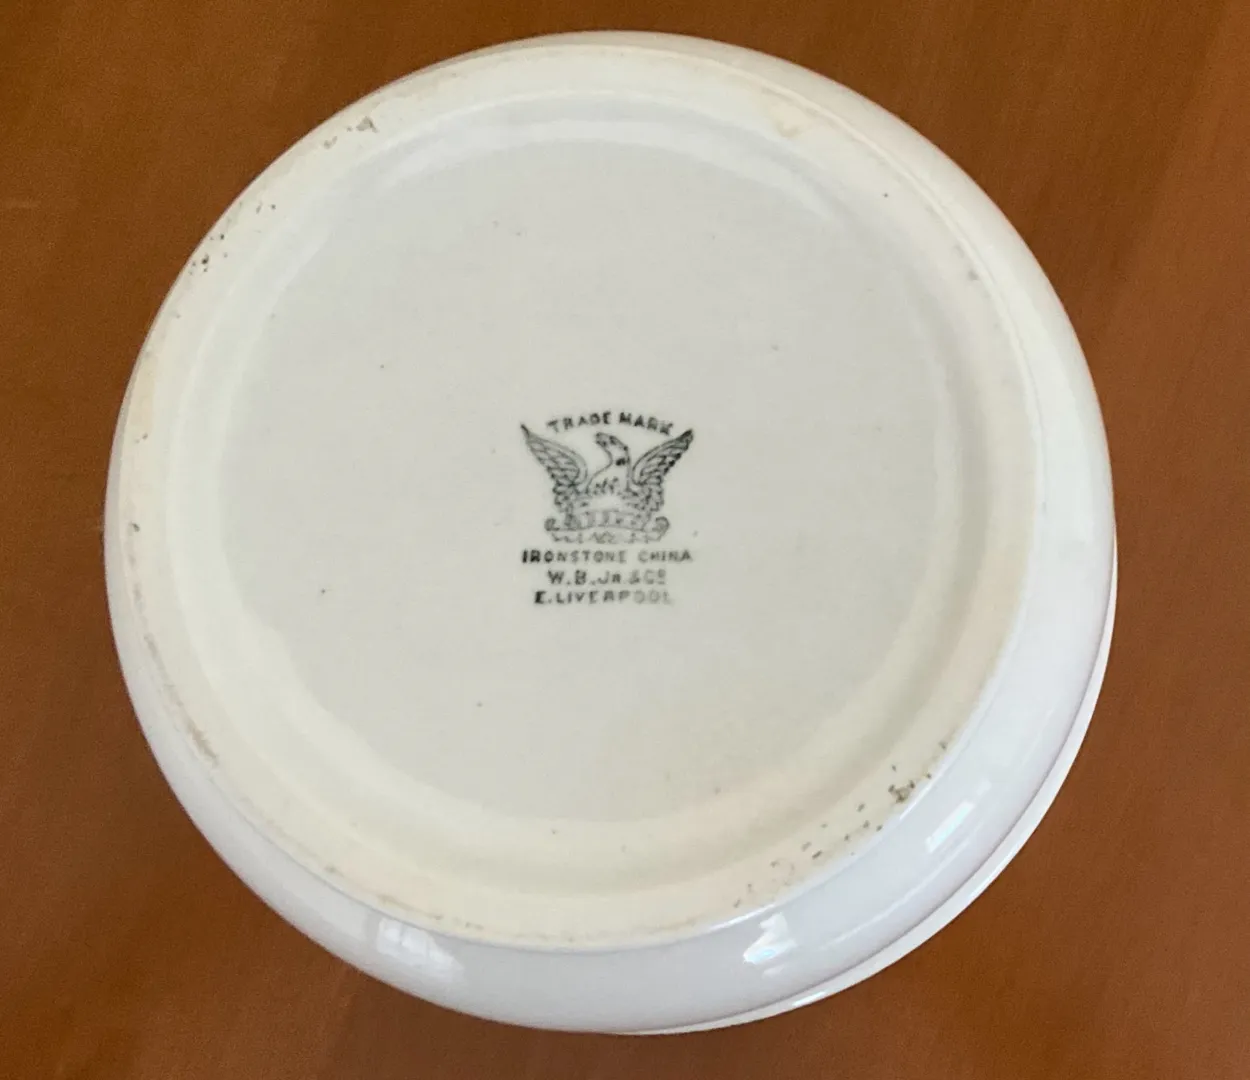 TRADE MARK
IRONSTONE CHINA
W.B.JR.&CO
E.LIVERPOOL